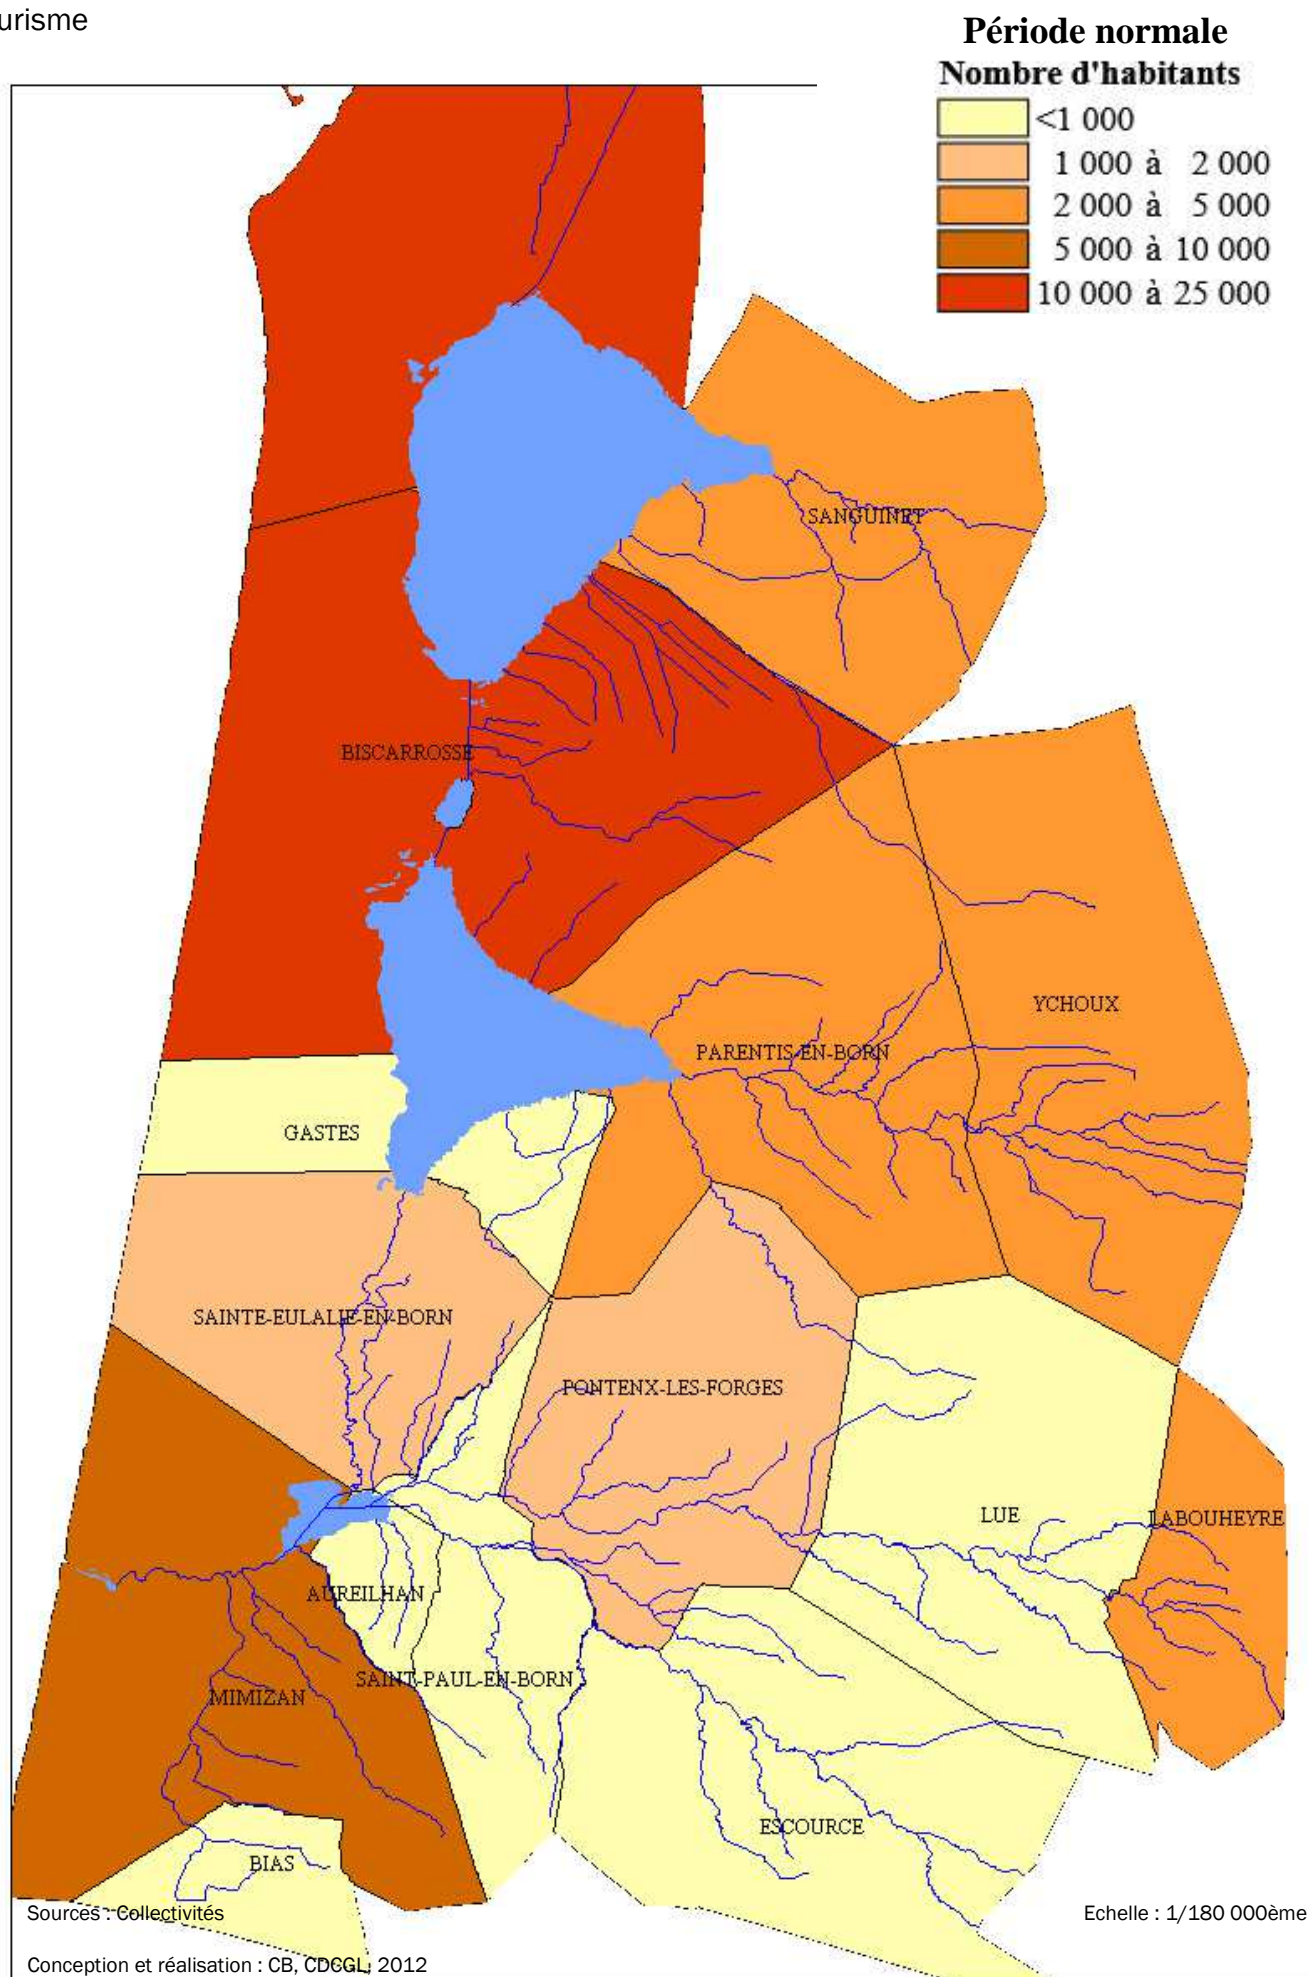 urisme
Période normale
Nombre d'habitants
<1 000
1 000 à 2 000
2 000 à 5 000
5 000 à 10 000
10 000 à 25 000
SANGUINET
BISCARROSSE
YCHOUX
PARENTIS-EN-BORN
GASTES
SAINTE-EULALIE-EN-BORN
PONTENX-LES-FORGES
LUE
LABOUHEYRE
AUREILHAN
SAINT-PAUL-EN-BORN
MIMIZAN
ESCOURCE
BIAS
Sources : Collectivités
Echelle : 1/180 000ème
Conception et réalisation : CB, CDCGL, 2012